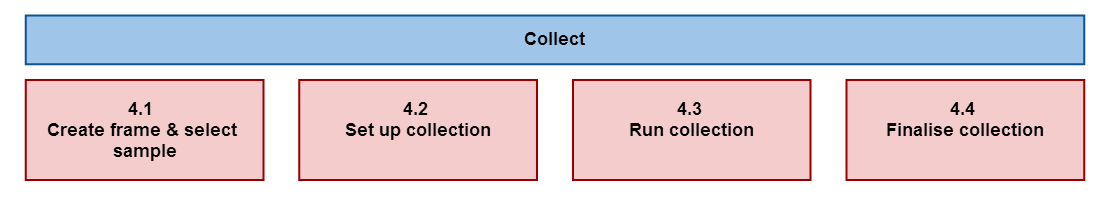 Collect
4.1
Create frame & select
sample
4.2
Set up collection
4.3
Run collection
4.4
Finalise collection